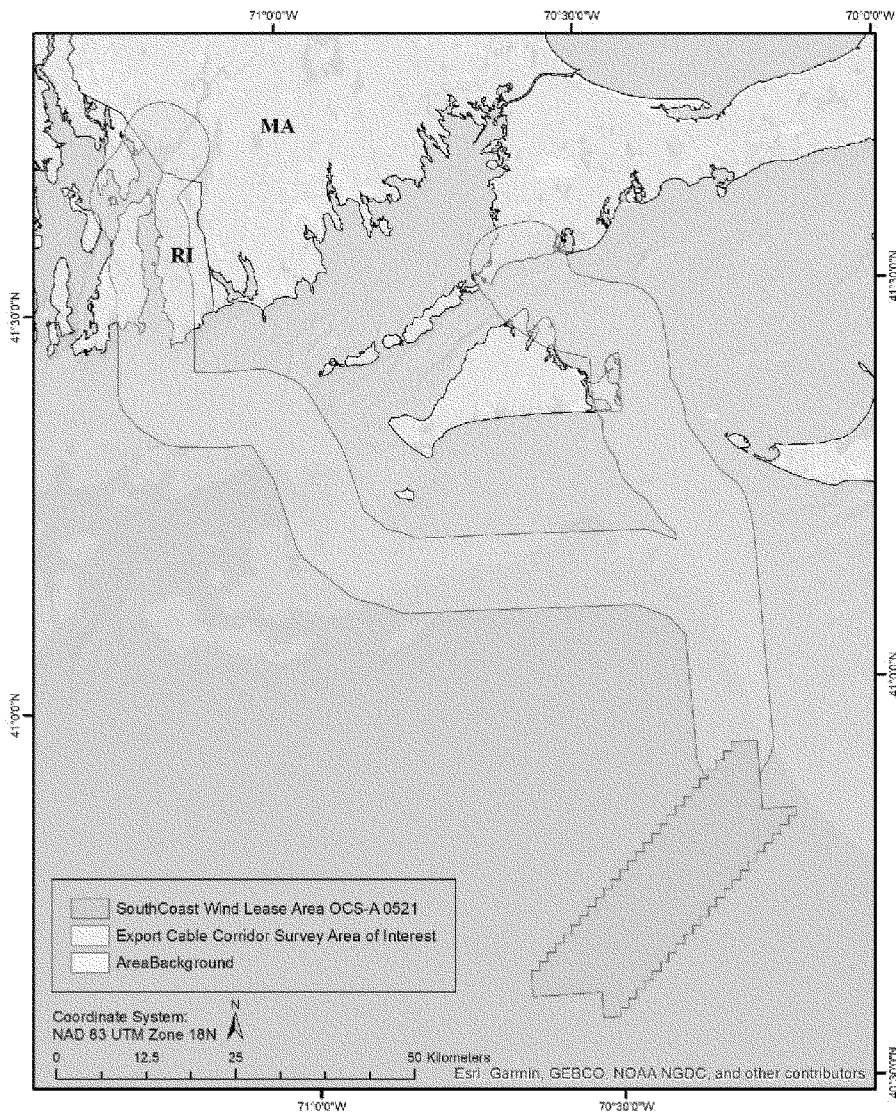 71°0'0"W 70°30'0"W 70°0'0"W
MA
RI
41°30'0"N
41°30'0"N
41°0'0"N
41°0'0"N
SouthCoast Wind Lease Area OCS-A 0521
Export Cable Corridor Survey Area of Interest
AreaBackground
Coordinate System:
NAD 83 UTM Zone 18N
N
0 12.5 25 50 Kilometers
Esri, Garmin, GEBCO, NOAA NGDC, and other contributors
40°30'0"N
71°0'0"W 70°30'0"W